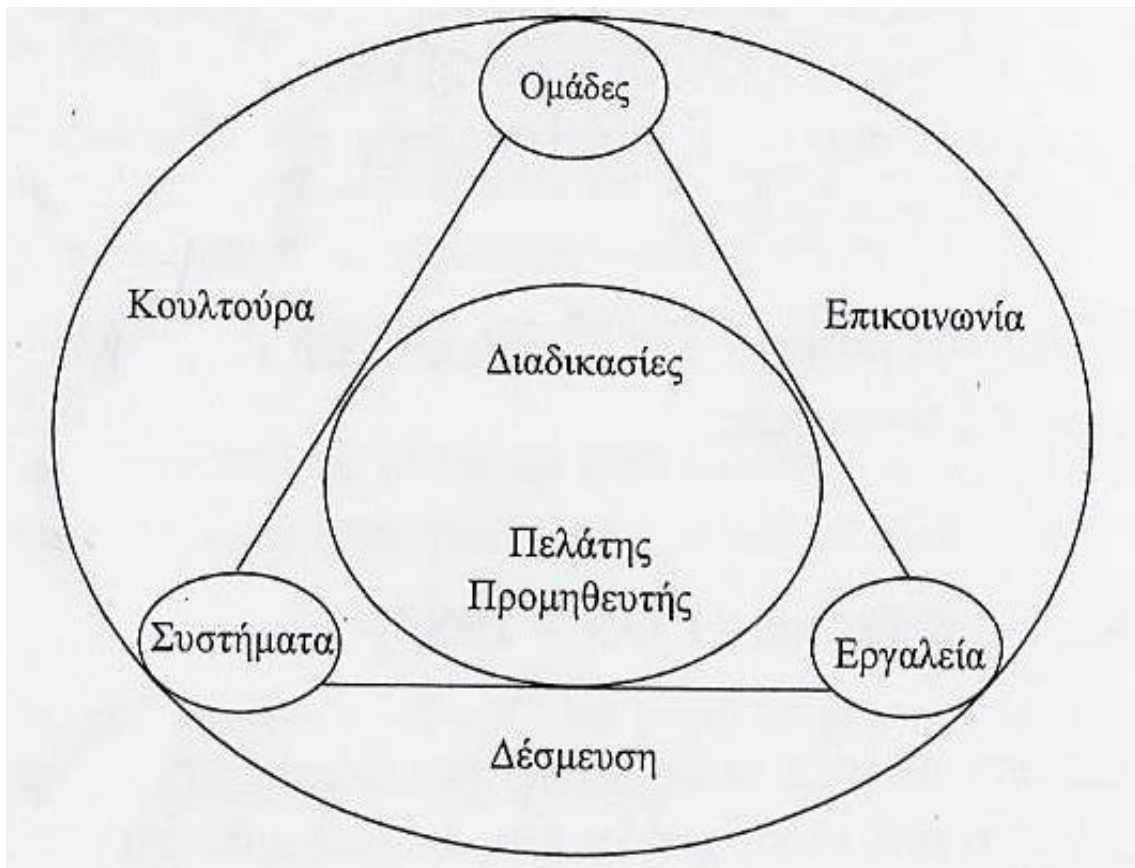 Ομάδες
Κουλτούρα
Επικοινωνία
Διαδικασίες
Πελάτης
Προμηθευτής
Συστήματα
Εργαλεία
Δέσμευση